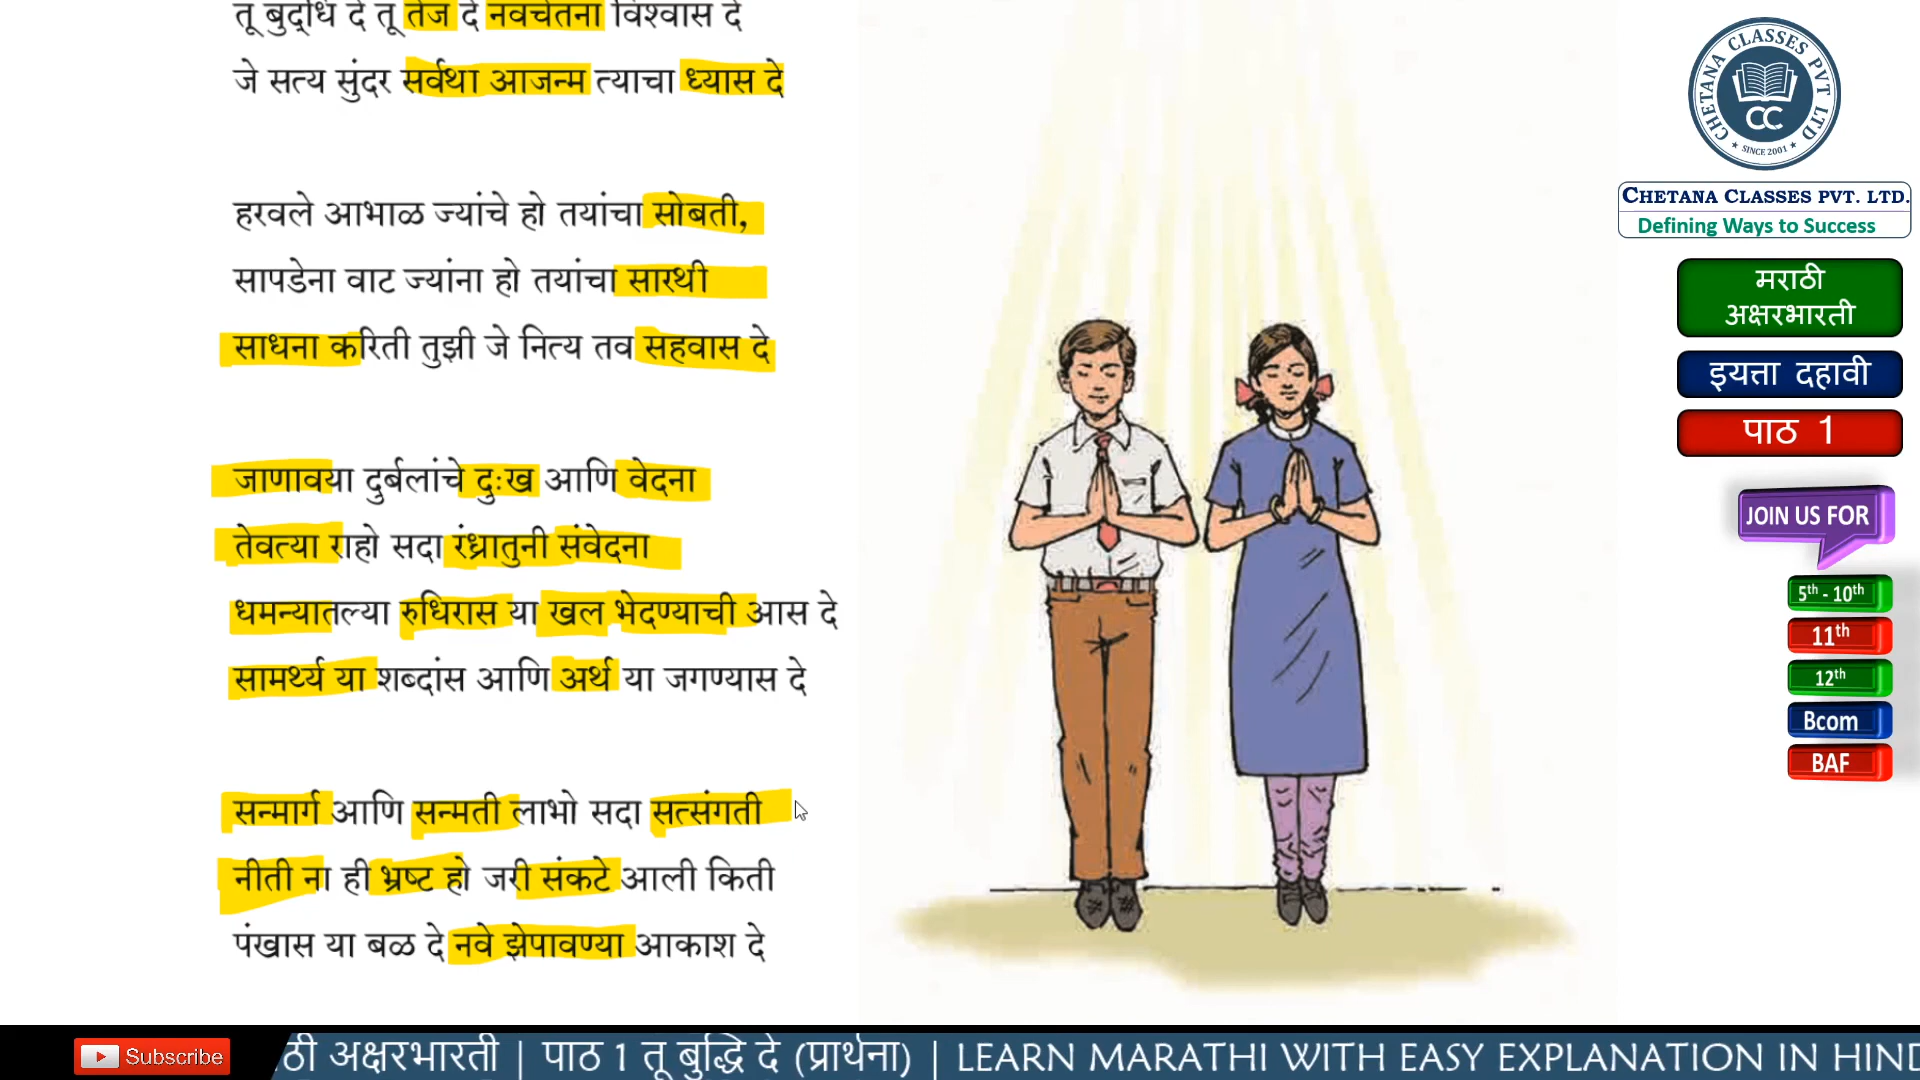 तू बुद्धि दे तू तेज दे नवचेतना विश्वास दे
जे सत्य सुंदर सर्वथा आजन्म त्याचा ध्यास दे
हरवले आभाळ ज्यांचे हो तयांचा सोबती,
सापडेना वाट ज्यांना हो तयांचा सारथी
साधना करिती तुझी जे नित्य तव सहवास दे
जाणावया दुर्बलांचे दुःख आणि वेदना
तेवत्या राहो सदा रंध्रातुनी संवेदना
धमन्यातल्या रुधिरास या खल भेदण्याची आस दे
सामर्थ्य या शब्दांस आणि अर्थ या जगण्यास दे
सन्मार्ग आणि सन्मती लाभो सदा सत्संगती
नीती ना ही भ्रष्ट हो जरी संकटे आली किती
पंखास या बळ दे नवे झेपावण्या आकाश दे
CHETANA CLASSES PVT LTD
CC
★ SINCE 2001 ★
CHETANA CLASSES PVT. LTD.
Defining Ways to Success
मराठी
अक्षरभारती
इयत्ता दहावी
पाठ 1
JOIN US FOR
5th - 10th
11th
12th
Bcom
BAF
Subscribe
ठी अक्षरभारती | पाठ 1 तू बुद्धि दे (प्रार्थना) | LEARN MARATHI WITH EASY EXPLANATION IN HIND